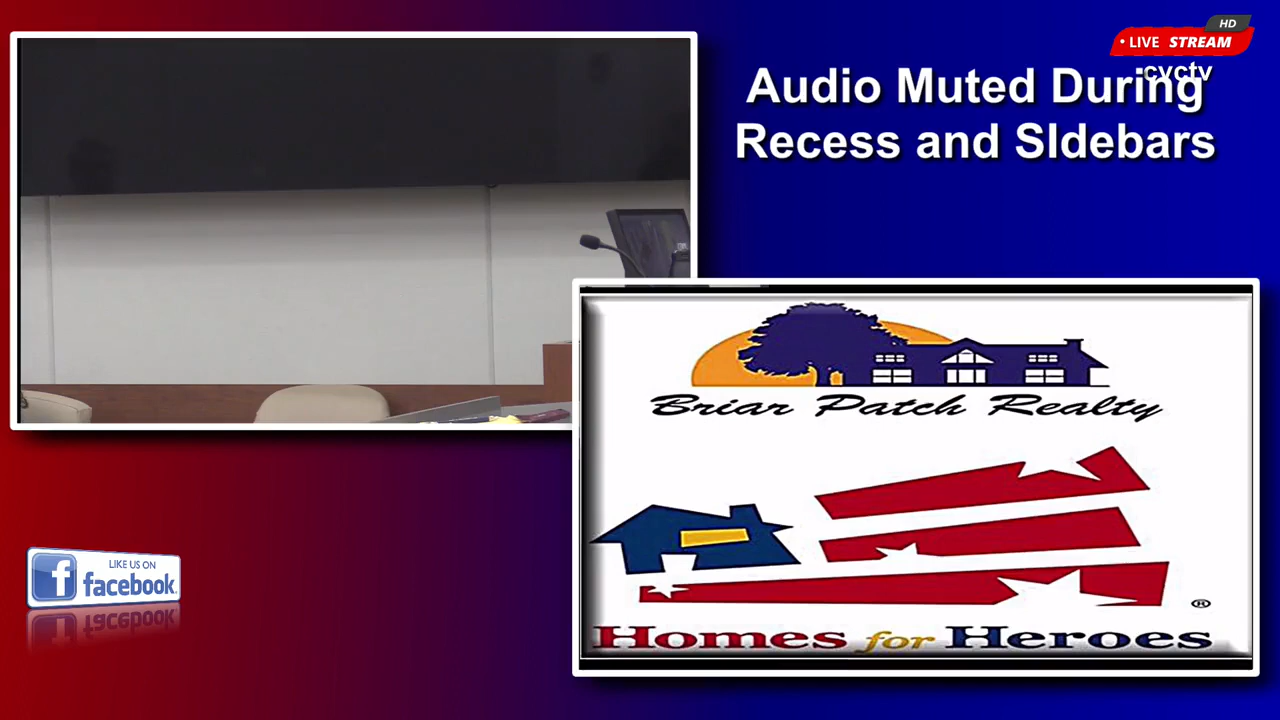 HD
• LIVE STREAM
cvctv
Audio Muted During
Recess and SIdebars
Briar Patch Realty
Homes for Heroes
®
LIKE US ON
facebook